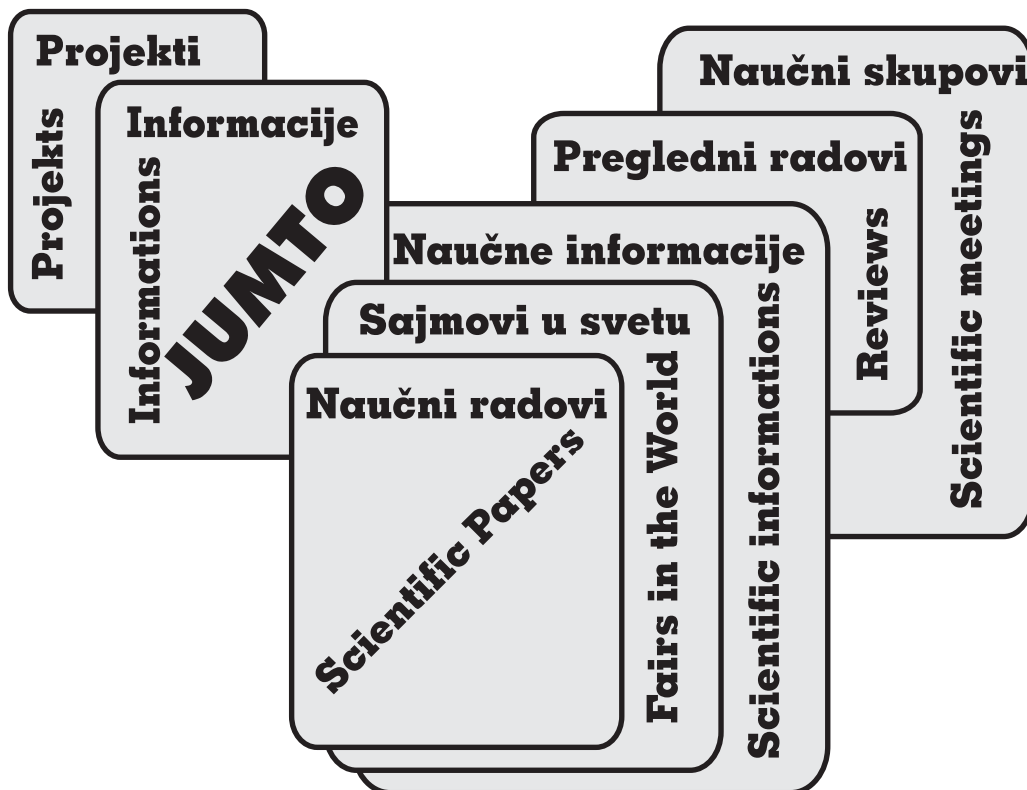 Projekti
Projekts
Informacije
Informations
JUMTO
Naučni skupovi
Scientific meetings
Pregledni radovi
Reviews
Naučne informacije
Scientific informations
Sajmovi u svetu
Fairs in the World
Naučni radovi
Scientific Papers